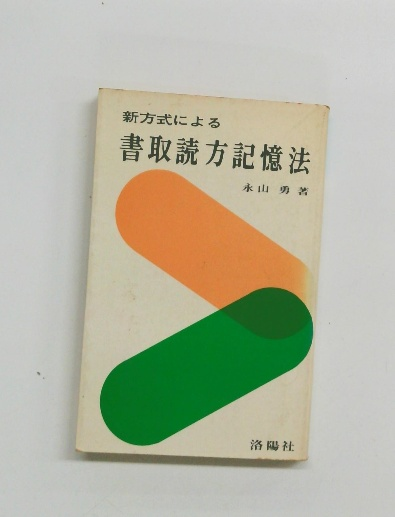 新方式による
書取読方記憶法
永山 勇 著
洛陽社